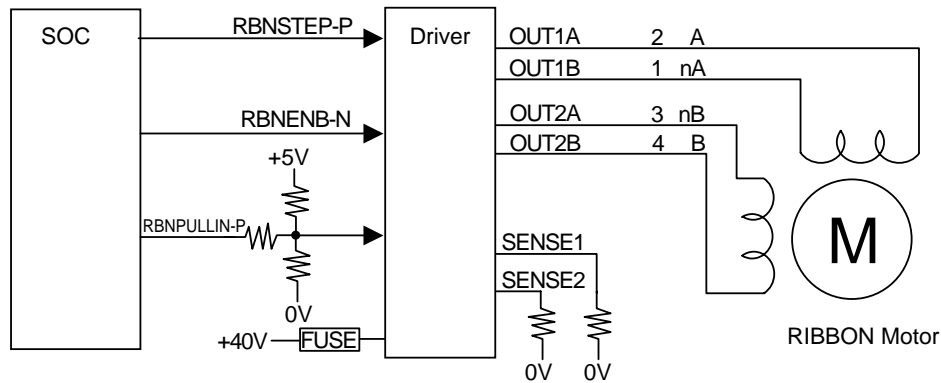 SOC
RBNSTEP-P
Driver
OUT1A 2 A
OUT1B 1 nA
RBNENB-N
OUT2A 3 nB
OUT2B 4 B
+5V
RBNPULLIN-P
0V
SENSE1
SENSE2
M
+40V FUSE
0V 0V
RIBBON Motor